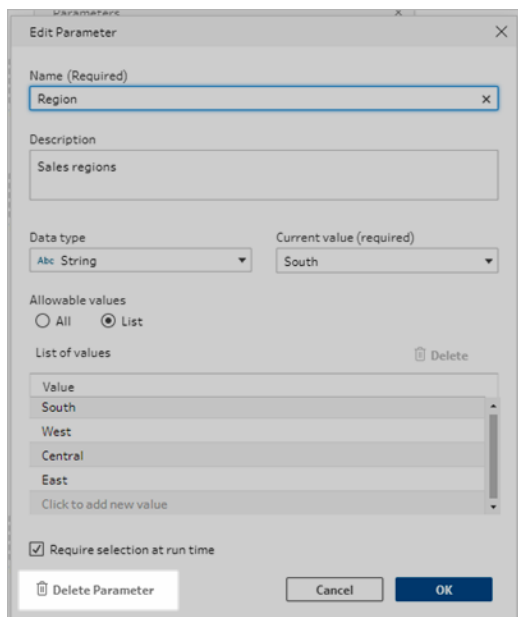 Parameters
Edit Parameter
Name (Required)
Region
Description
Sales regions
Data type
Current value (required)
Abc String
South
Allowable values
All
List
List of values
Delete
Value
South
West
Central
East
Click to add new value
Require selection at run time
Delete Parameter
Cancel
OK